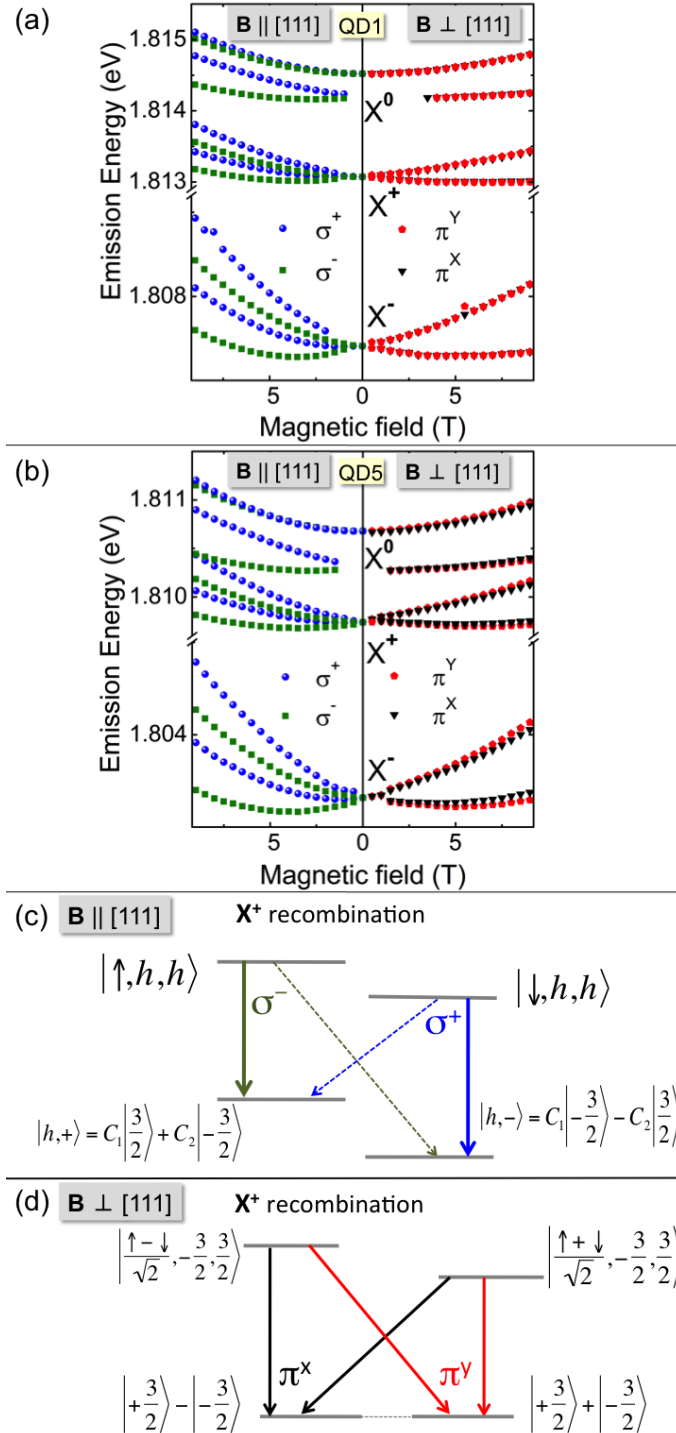 (a)
B || [111] QD1 B ⊥ [111]
Emission Energy (eV)
1.815
1.814
1.813
1.808
X⁰
X⁺
σ⁺ π^Y
σ⁻ π^X
X⁻
5 0 5
Magnetic field (T)
(b)
B || [111] QD5 B ⊥ [111]
Emission Energy (eV)
1.811
1.810
1.804
X⁰
X⁺
σ⁺ π^Y
σ⁻ π^X
X⁻
5 0 5
Magnetic field (T)
(c) B || [111] X⁺ recombination
|↑,h,h⟩ |↓,h,h⟩
σ⁻ σ⁺
|h,+⟩ = C₁|3/2⟩ + C₂|-3/2⟩ |h,-⟩ = C₁|-3/2⟩ - C₂|3/2⟩
(d) B ⊥ [111] X⁺ recombination
|↑-↓/√2, -3/2, 3/2⟩ |↑+↓/√2, -3/2, 3/2⟩
π^x π^y
|+3/2⟩ - |-3/2⟩ |+3/2⟩ + |-3/2⟩